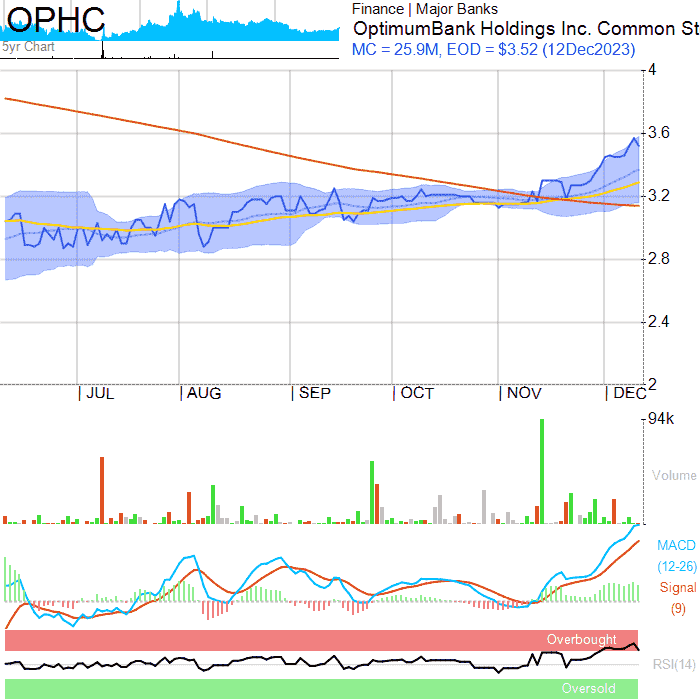 OPHC
5yr Chart
Finance | Major Banks
OptimumBank Holdings Inc. Common St
MC = 25.9M, EOD = $3.52 (12Dec2023)
4
3.6
3.2
2.8
2.4
2
| JUL | AUG | SEP | OCT | NOV | DEC
94k
Volume
MACD
(12-26)
Signal
(9)
Overbought
RSI(14)
Oversold